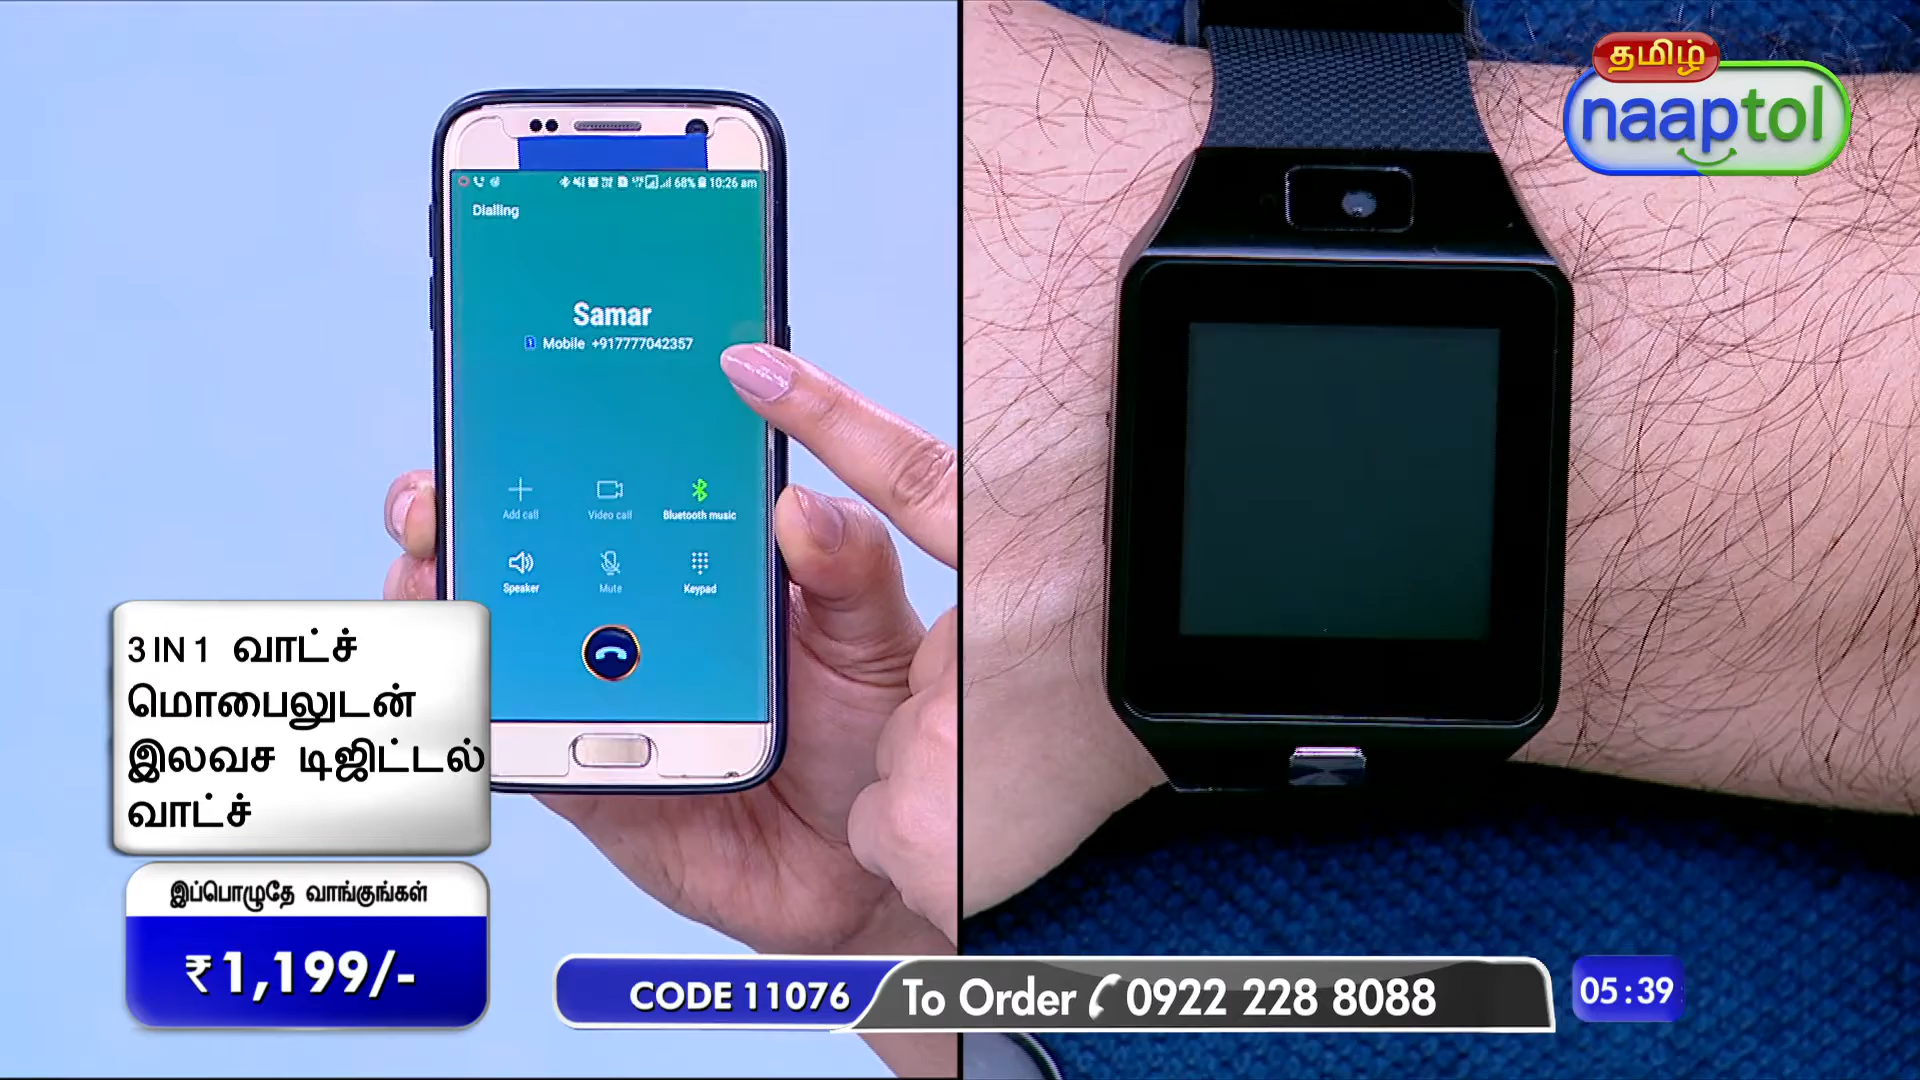 தமிழ்
naaptol
68% 10:26 am
Dialling
Samar
Mobile +917777042357
Add call
Video call
Bluetooth music
Speaker
Mute
Keypad
3 IN 1 வாட்ச்
மொபைலுடன்
இலவச டிஜிட்டல்
வாட்ச்
இப்பொழுதே வாங்குங்கள்
₹1,199/-
CODE 11076
To Order 0922 228 8088
05:39